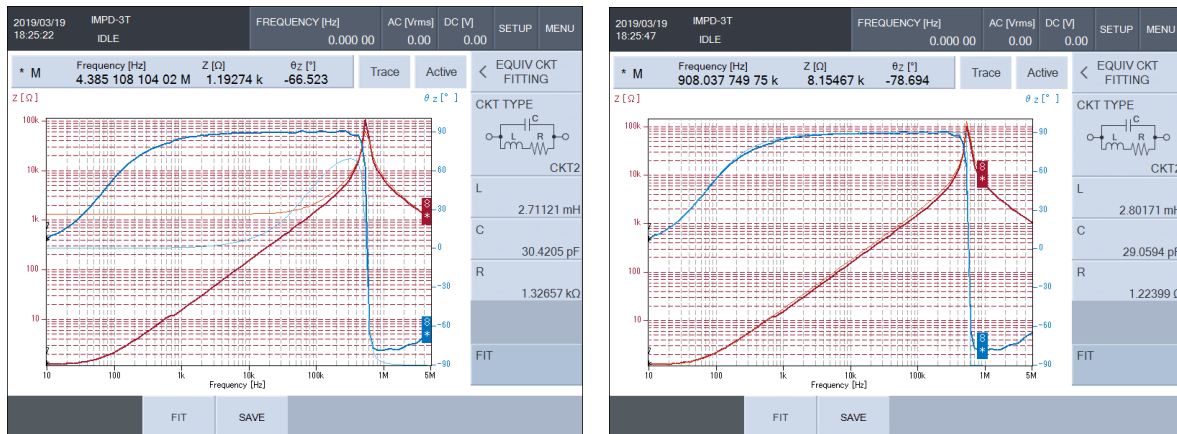 2019/03/19 IMPD-3T FREQUENCY [Hz] AC [Vrms] DC [V] SETUP MENU
18:25:22 IDLE 0.000 00 0.00 0.00
* M Frequency [Hz] Z [Ω] θz [°] Trace Active < EQUIV CKT
4.385 108 104 02 M 1.19274 k -66.523 FITTING
Z [Ω] θz [°]
CKT TYPE
C
L R
CKT2
L
2.71121 mH
C
30.4205 pF
R
1.32657 kΩ
FIT
100k
10k
1k
100
10
90
60
30
0
-30
-60
-90
8
*
8
*
10 100 1k 10k 100k 1M 5M
Frequency [Hz]
FIT SAVE
2019/03/19 IMPD-3T FREQUENCY [Hz] AC [Vrms] DC [V] SETUP MENU
18:25:47 IDLE 0.000 00 0.00 0.00
* M Frequency [Hz] Z [Ω] θz [°] Trace Active < EQUIV CKT
908.037 749 75 k 8.15467 k -78.694 FITTING
Z [Ω] θz [°]
CKT TYPE
C
L R
CKT2
L
2.80171 mH
C
29.0594 pF
R
1.22399 Ω
FIT
100k
10k
1k
100
10
90
60
30
0
-30
-60
-90
8
*
8
*
10 100 1k 10k 100k 1M 5M
Frequency [Hz]
FIT SAVE